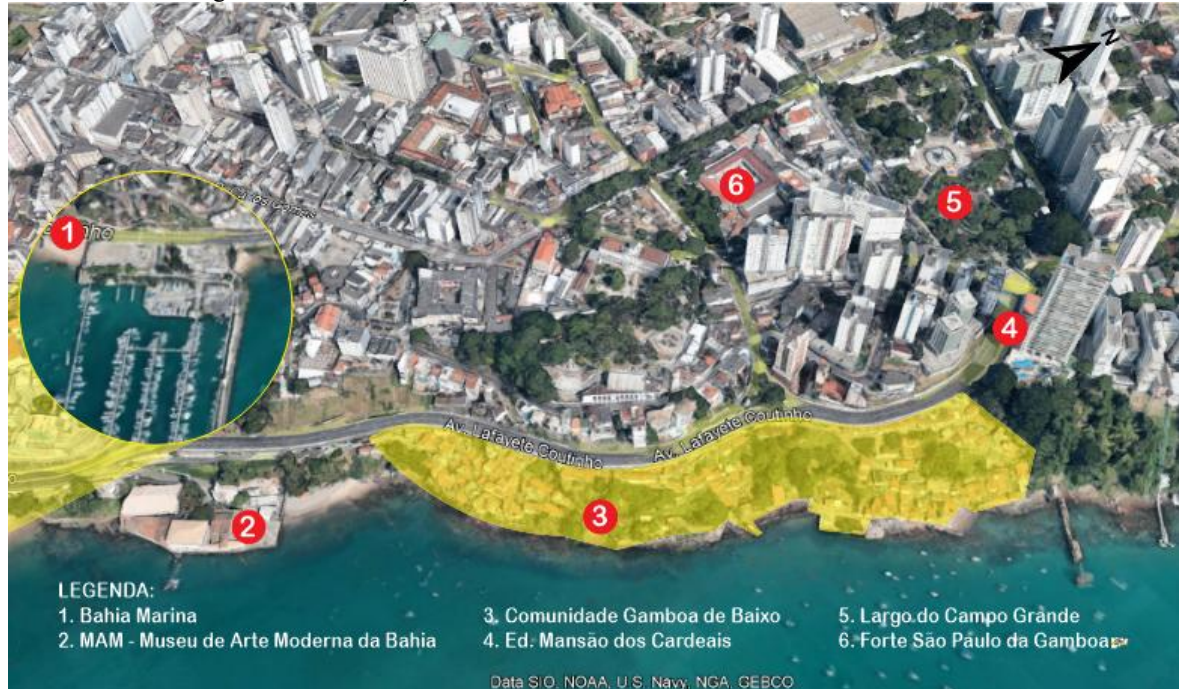 N
1
nho
6
5
4
Av. Lafayete Coutinho
Av. Lafayete Coutinho
2
3
LEGENDA:
1. Bahia Marina
2. MAM - Museu de Arte Moderna da Bahia
3. Comunidade Gamboa de Baixo
4. Ed. Mansão dos Cardeais
5. Largo do Campo Grande
6. Forte São Paulo da Gamboa
Data SIO, NOAA, U.S. Navy, NGA, GEBCO